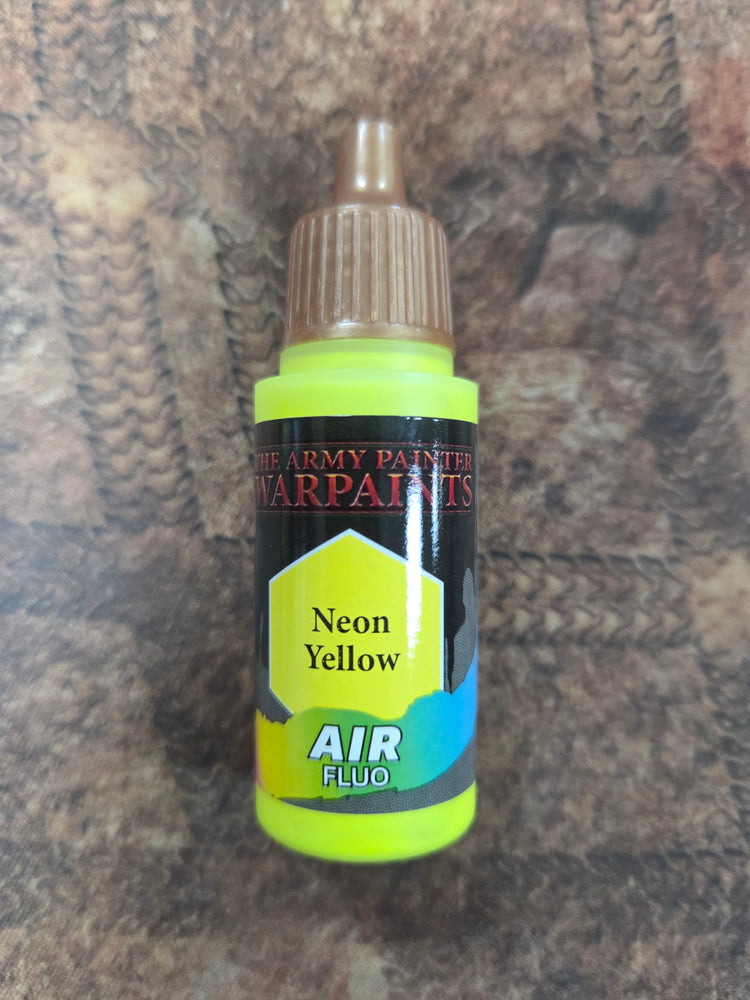 THE ARMY PAINTER
WARPAINTS
Neon
Yellow
AIR
FLUO